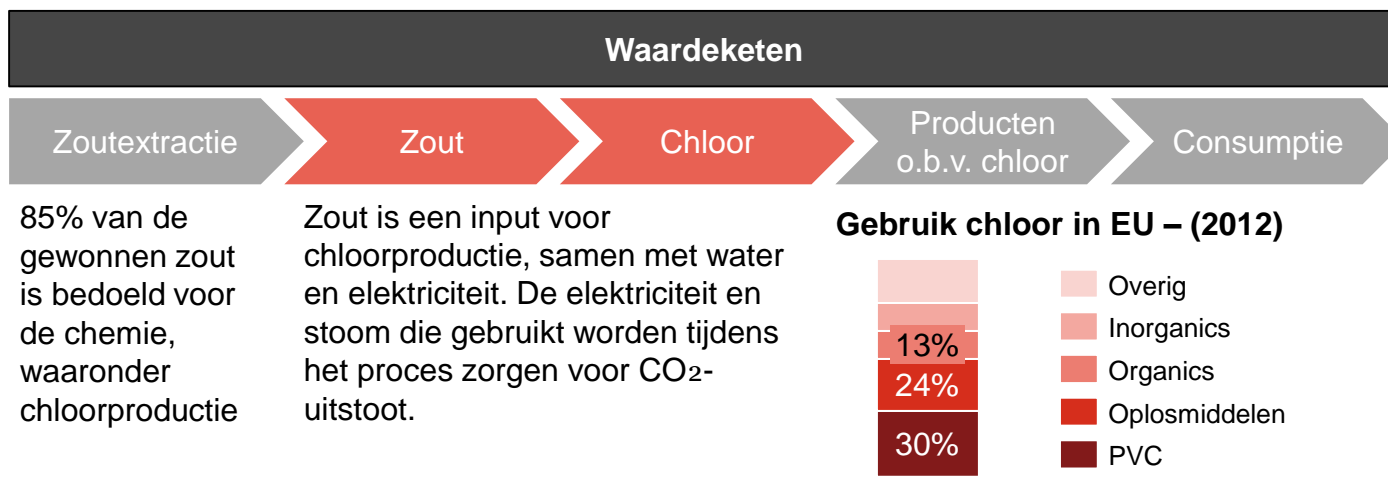 Waardeketen
Zoutextractie
Zout
Chloor
Producten
o.b.v. chloor
Consumptie
85% van de
gewonnen zout
is bedoeld voor
de chemie,
waaronder
chloorproductie
Zout is een input voor
chloorproductie, samen met water
en elektriciteit. De elektriciteit en
stoom die gebruikt worden tijdens
het proces zorgen voor CO2-
uitstoot.
Gebruik chloor in EU – (2012)
13%
24%
30%
Overig
Inorganics
Organics
Oplosmiddelen
PVC